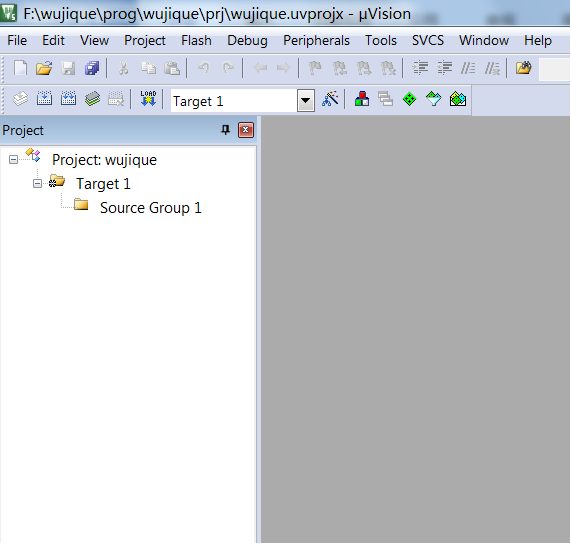 F:\wujique\prog\wujique\prj\wujique.uvprojx - µVision
File Edit View Project Flash Debug Peripherals Tools SVCS Window Help
LOAD
Target 1
Project
Project: wujique
Target 1
Source Group 1